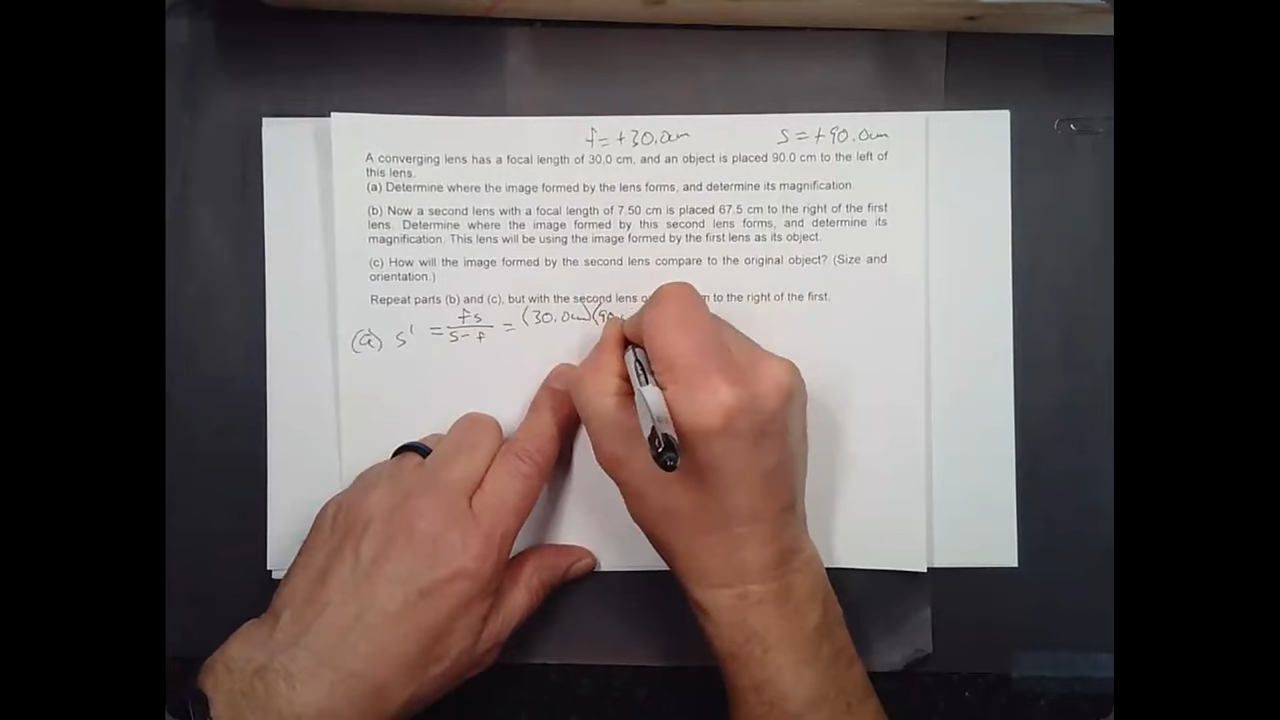 f = +30.0cm s = +90.0cm
A converging lens has a focal length of 30.0 cm, and an object is placed 90.0 cm to the left of
this lens.
(a) Determine where the image formed by the lens forms, and determine its magnification.
(b) Now a second lens with a focal length of 7.50 cm is placed 67.5 cm to the right of the first
lens. Determine where the image formed by this second lens forms, and determine its
magnification. This lens will be using the image formed by the first lens as its object.
(c) How will the image formed by the second lens compare to the original object? (Size and
orientation.)
Repeat parts (b) and (c), but with the second lens to the right of the first.
(a) s' = fs / s-f = (30.0cm)(90